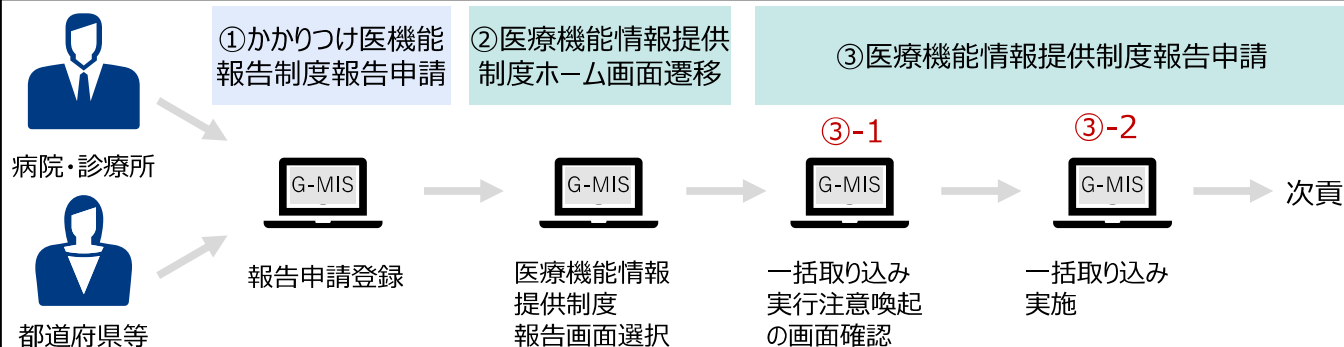 ①かかりつけ医機能
報告制度報告申請
②医療機能情報提供
制度ホーム画面遷移
③医療機能情報提供制度報告申請
③-1
③-2
病院・診療所
G-MIS
G-MIS
G-MIS
G-MIS
次頁
報告申請登録
医療機能情報
提供制度
報告画面選択
一括取り込み
実行注意喚起
の画面確認
一括取り込み
実施
都道府県等